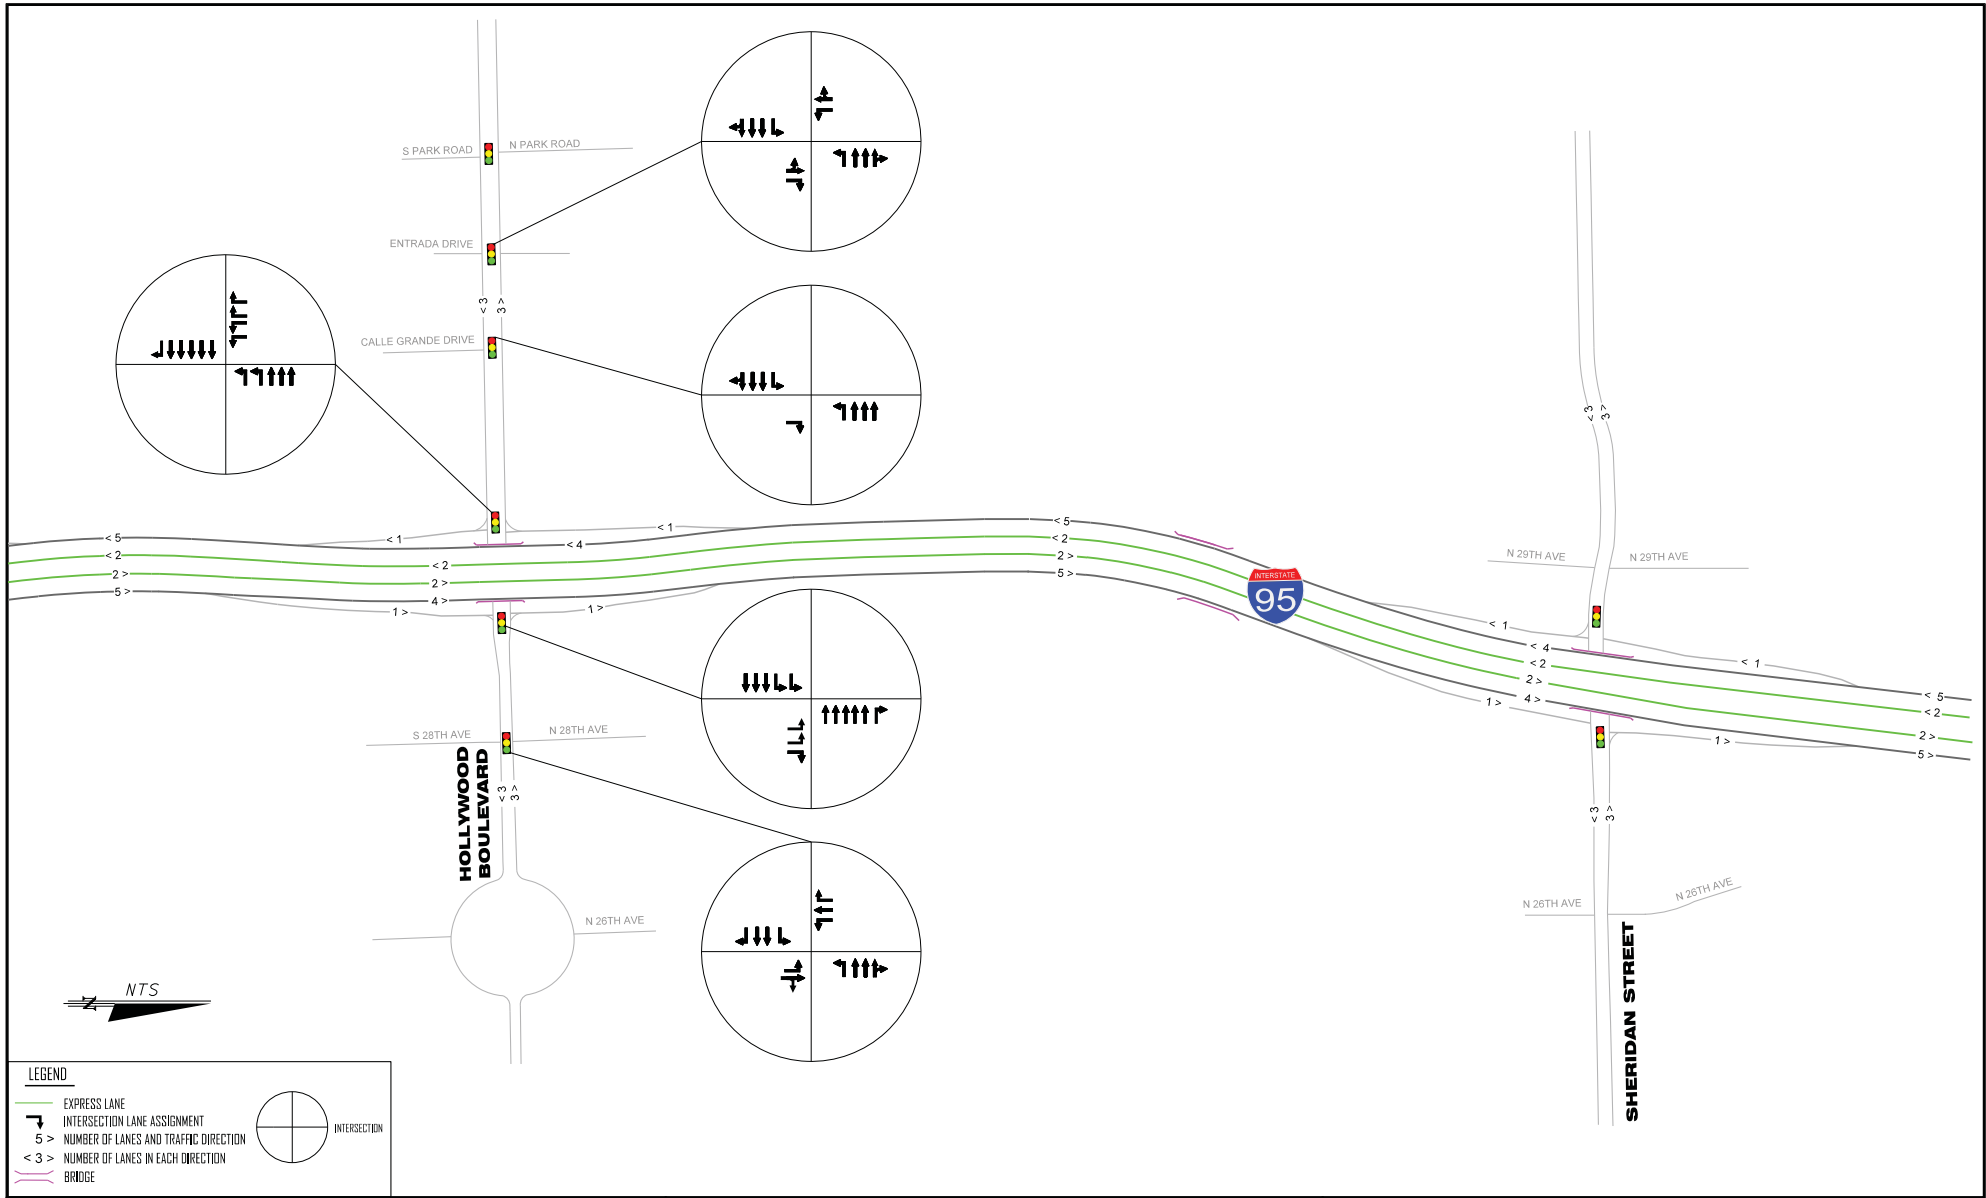 S PARK ROAD
N PARK ROAD
ENTRADA DRIVE
< 3
3 >
CALLE GRANDE DRIVE
< 3
3 >
< 5
< 2
2 >
5 >
< 1
< 1
< 4
< 2
2 >
4 >
1 >
1 >
< 5
< 2
2 >
5 >
INTERSTATE
95
N 29TH AVE
N 29TH AVE
< 1
< 4
< 2
2 >
4 >
1 >
< 1
1 >
< 5
< 2
2 >
5 >
S 28TH AVE
N 28TH AVE
HOLLYWOOD
BOULEVARD
< 3
3 >
< 3
3 >
N 26TH AVE
N 26TH AVE
N 26TH AVE
SHERIDAN STREET
NTS
N
LEGEND
EXPRESS LANE
INTERSECTION LANE ASSIGNMENT
5 > NUMBER OF LANES AND TRAFFIC DIRECTION
< 3 > NUMBER OF LANES IN EACH DIRECTION
BRIDGE
INTERSECTION